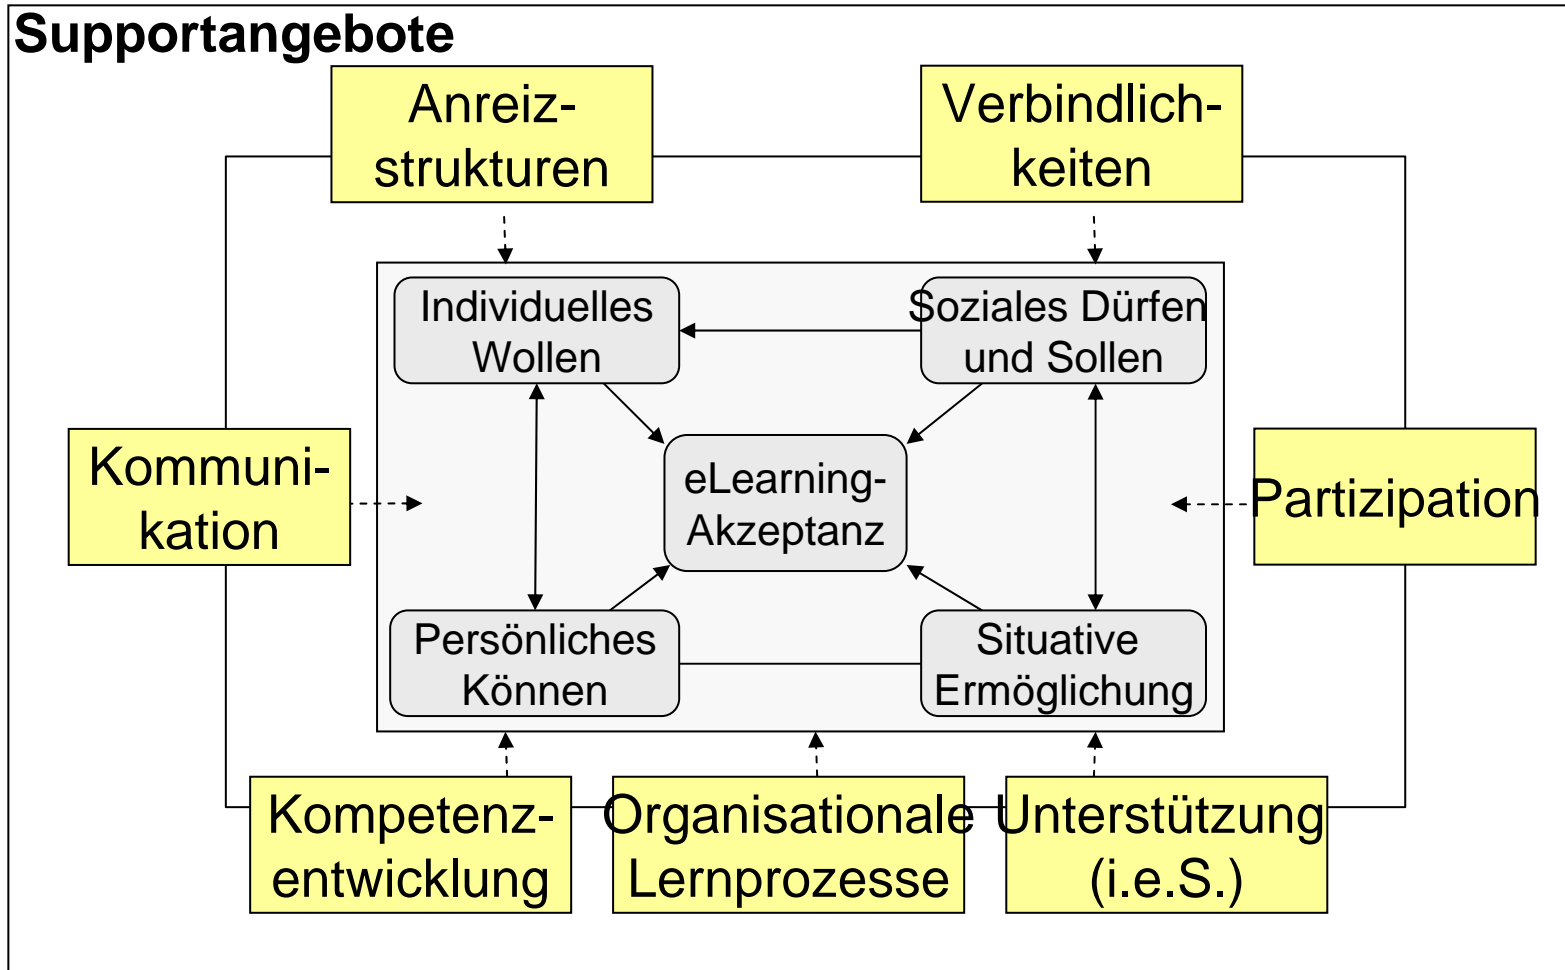 Supportangebote
Anreiz-
strukturen
Verbindlich-
keiten
Individuelles
Wollen
Soziales Dürfen
und Sollen
Kommuni-
kation
eLearning-
Akzeptanz
Partizipation
Persönliches
Können
Situative
Ermöglichung
Kompetenz-
entwicklung
Organisationale
Lernprozesse
Unterstützung
(i.e.S.)